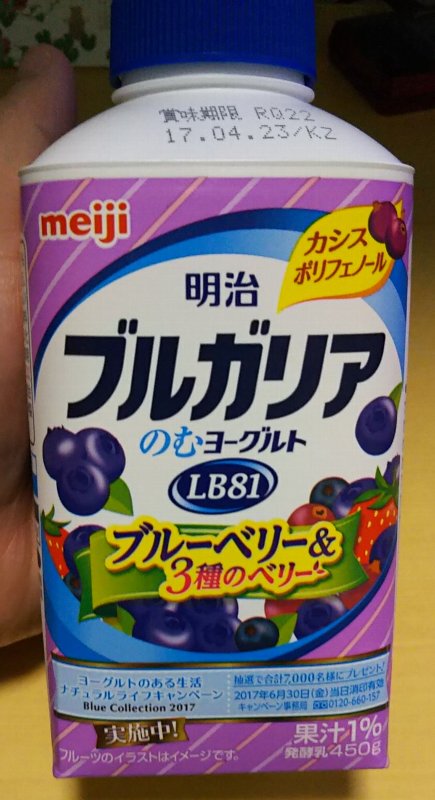 賞味期限 RQ22
17.04.23/KZ
meiji
カシス
ポリフェノール
明治
ブルガリア
のむヨーグルト
LB81
ブルーベリー&
3種のベリー
ヨーグルトのある生活
ナチュラルライフキャンペーン
Blue Collection 2017
実施中!
抽選で合計7,000名様にプレゼント!
2017年6月30日(金)当日消印有効
キャンペーン事務局 0120-660-157
果汁1%
発酵乳 450g
フルーツのイラストはイメージです。